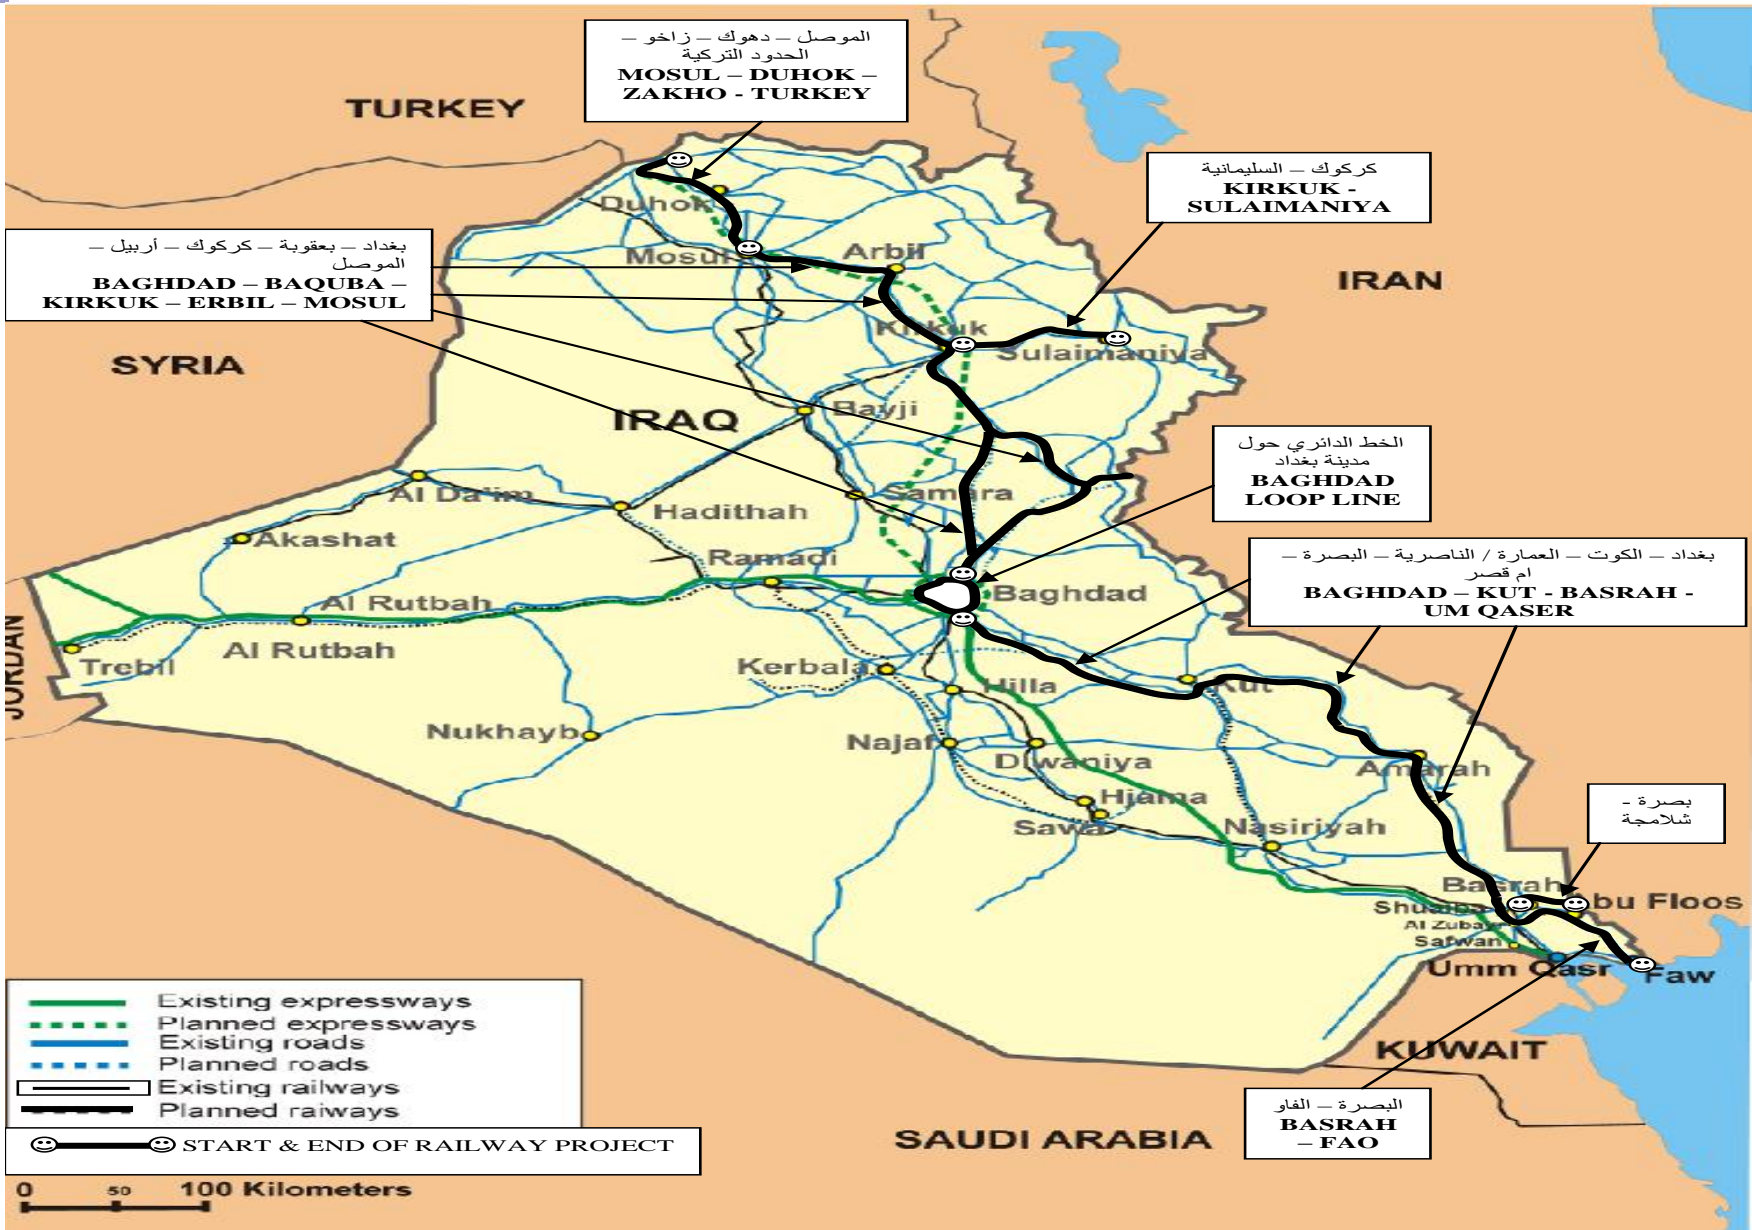 الموصل – دهوك – زاخو –
الحدود التركية
MOSUL – DUHOK –
ZAKHO - TURKEY
TURKEY
كركوك – السليمانية
KIRKUK -
SULAIMANIYA
Duhok
بغداد – بعقوبة – كركوك – أربيل –
الموصل
BAGHDAD – BAQUBA –
KIRKUK – ERBIL – MOSUL
Mosul
Arbil
IRAN
Kirkuk
Sulaimaniya
SYRIA
IRAQ
Bayji
الخط الدائري حول
مدينة بغداد
BAGHDAD
LOOP LINE
Al Da'im
Samara
Hadithah
Akashat
Ramadi
بغداد – الكوت – العمارة / الناصرية – البصرة –
ام قصر
BAGHDAD – KUT - BASRAH -
UM QASER
Baghdad
Al Rutbah
Al Rutbah
JORDAN
Trebil
Kerbala
Hilla
Kut
Nukhayb
Najaf
Diwaniya
Amarah
Hjama
Sawa
Nasiriyah
بصرة -
شلامجة
Basrah
Shuaiba
Abu Floos
Al Zubayr
Safwan
Umm Qasr
Faw
KUWAIT
البصرة – الفاو
BASRAH
– FAO
SAUDI ARABIA
Existing expressways
Planned expressways
Existing roads
Planned roads
Existing railways
Planned raiways
START & END OF RAILWAY PROJECT
0 50 100 Kilometers